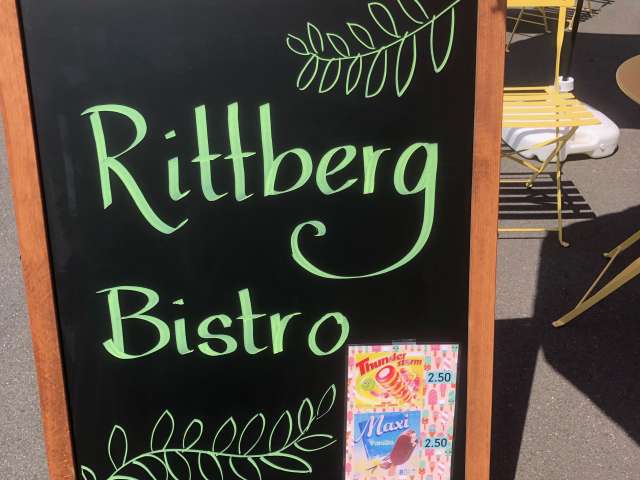 Rittberg
Bistro
Thunder
storm
2.50
Maxi
Vanille
2.50